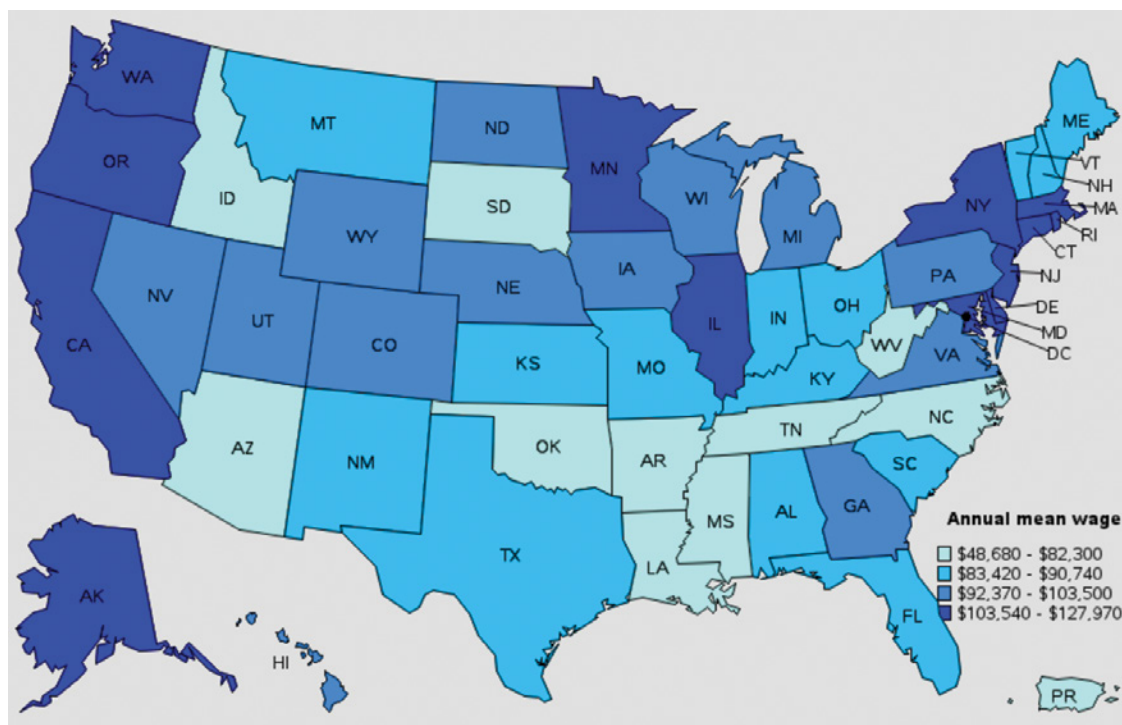 WA
MT
ND
MN
ME
VT
NH
MA
RI
CT
OR
ID
SD
WI
NY
WY
MI
IA
PA
NJ
NV
NE
OH
DE
MD
DC
UT
IL
IN
CA
CO
WV
VA
KS
MO
KY
AZ
NM
OK
AR
TN
NC
SC
MS
AL
GA
TX
LA
FL
AK
HI
PR
Annual mean wage
$48,680 - $82,300
$83,420 - $90,740
$92,370 - $103,500
$103,540 - $127,970